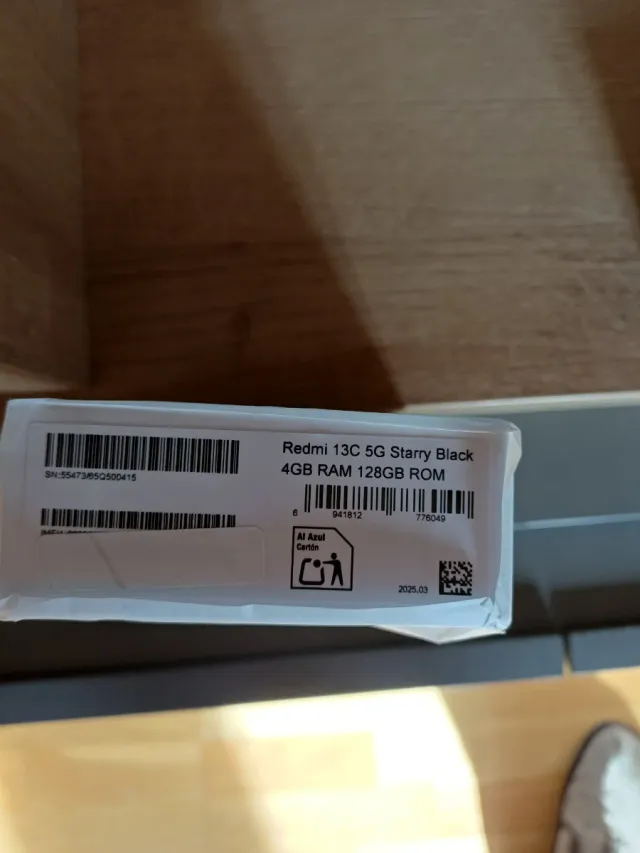 SN:55473/65Q500415
Redmi 13C 5G Starry Black
4GB RAM 128GB ROM
6 941812 776049
Al Azul
Cartón
2025.03